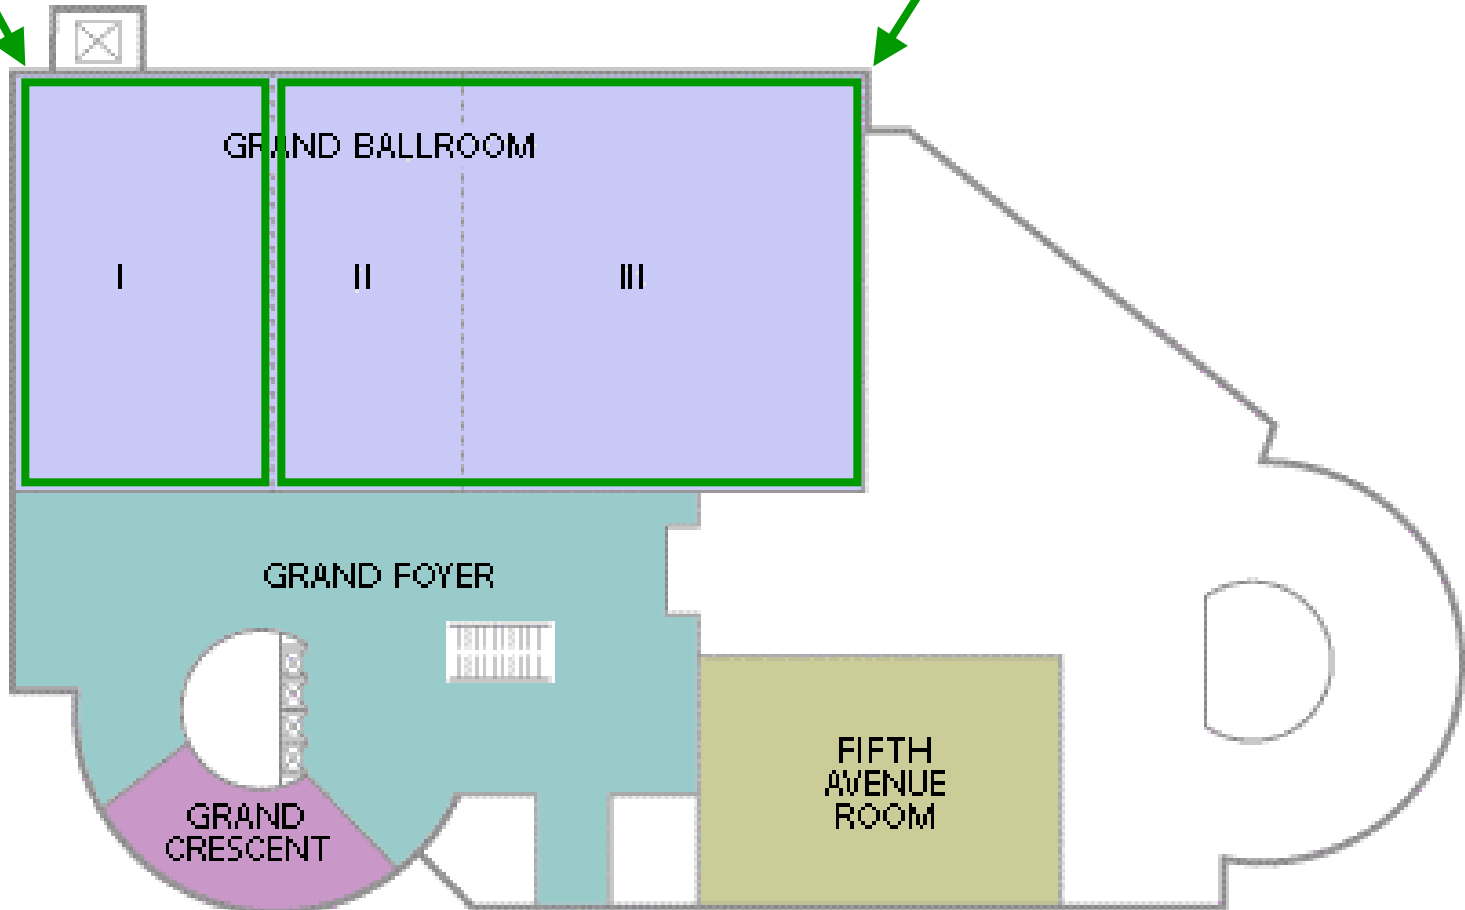 GRAND BALLROOM
I
II
III
GRAND FOYER
FIFTH
AVENUE
ROOM
GRAND
CRESCENT